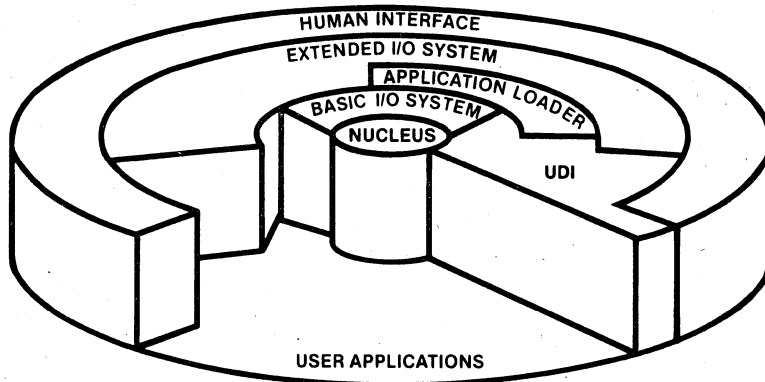 HUMAN INTERFACE
EXTENDED I/O SYSTEM
APPLICATION LOADER
BASIC I/O SYSTEM
NUCLEUS
UDI
USER APPLICATIONS